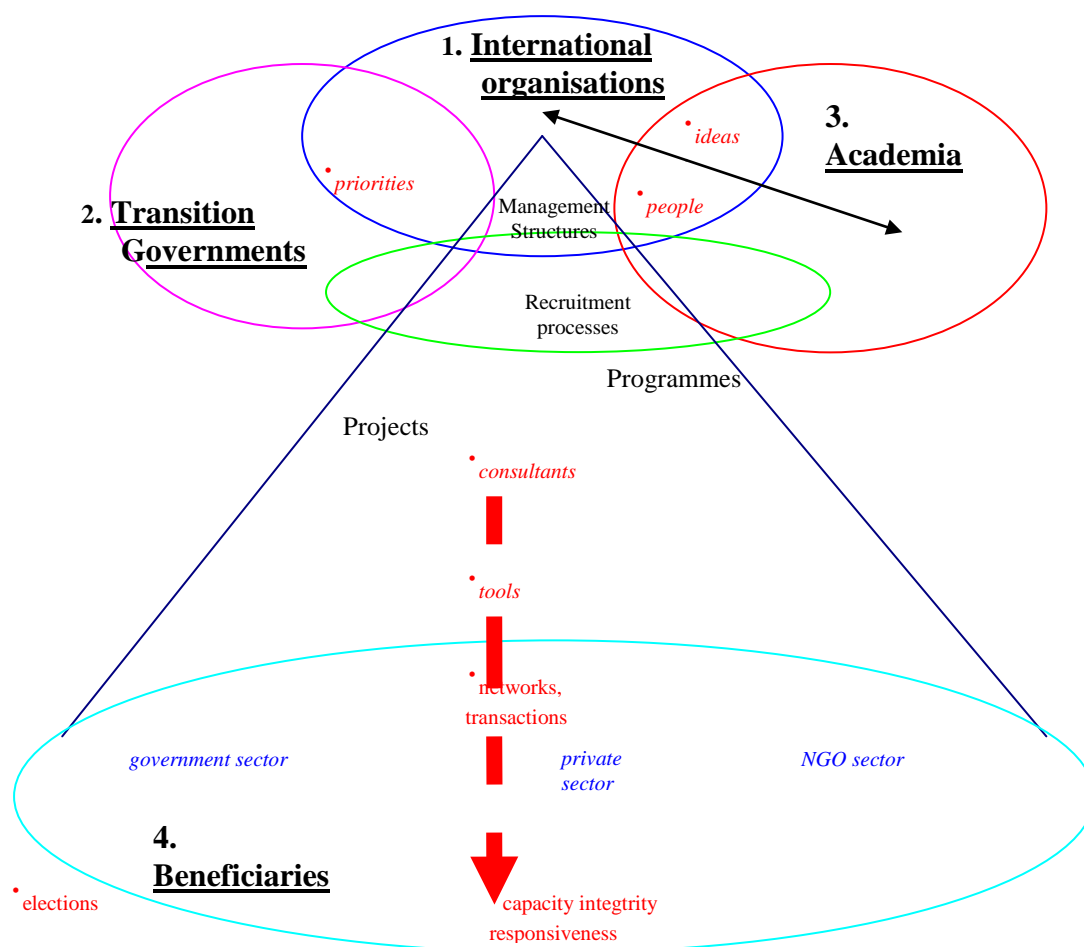 1. International
organisations
3.
Academia
• ideas
• priorities
• people
2. Transition
Governments
Management
Structures
Recruitment
processes
Programmes
Projects
• consultants
• tools
• networks,
transactions
government sector
private
sector
NGO sector
4.
Beneficiaries
• elections
capacity integtrity
responsiveness